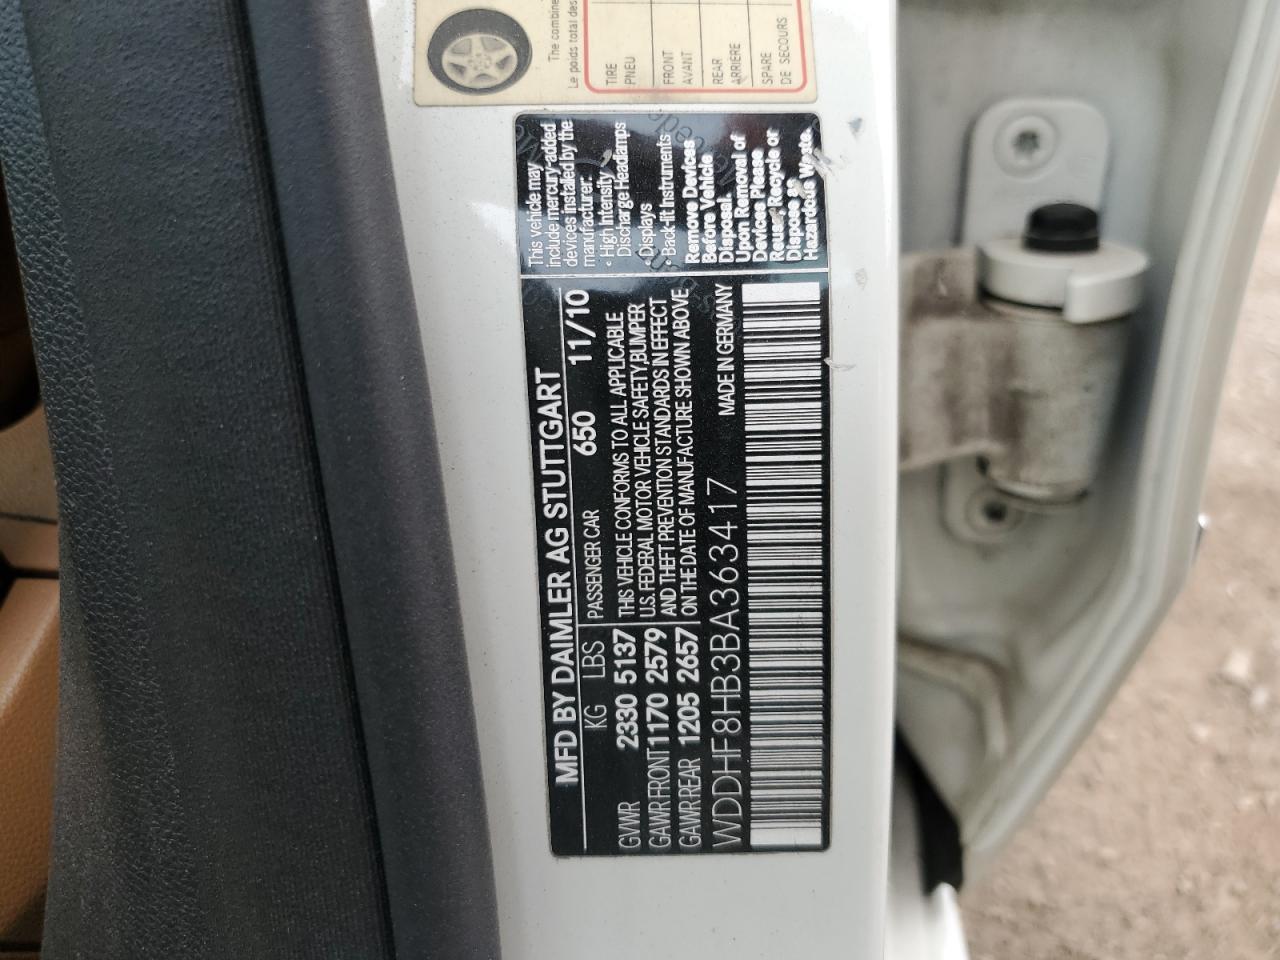 The combine
Le poids total des
TIRE
PNEU
FRONT
AVANT
REAR
ARRIÈRE
SPARE
DE SECOURS
MFD BY DAIMLER AG STUTTGART
KG LBS PASSENGER CAR 650 11/10
GVWR 2330 5137
GAWR FRONT 1170 2579
GAWR REAR 1205 2657
THIS VEHICLE CONFORMS TO ALL APPLICABLE
U.S. FEDERAL MOTOR VEHICLE SAFETY,BUMPER
AND THEFT PREVENTION STANDARDS IN EFFECT
ON THE DATE OF MANUFACTURE SHOWN ABOVE
WDDHF8HB3BA363417 MADE IN GERMANY
This vehicle may
include mercury-added
devices installed by the
manufacturer:
· High Intensity
Discharge Headlamps
· Displays
· Back-lit Instruments
Remove Devices
Before Vehicle
Disposal.
Upon Removal of
Devices Please
Reuse, Recycle or
Dispose as
Hazardous Waste.